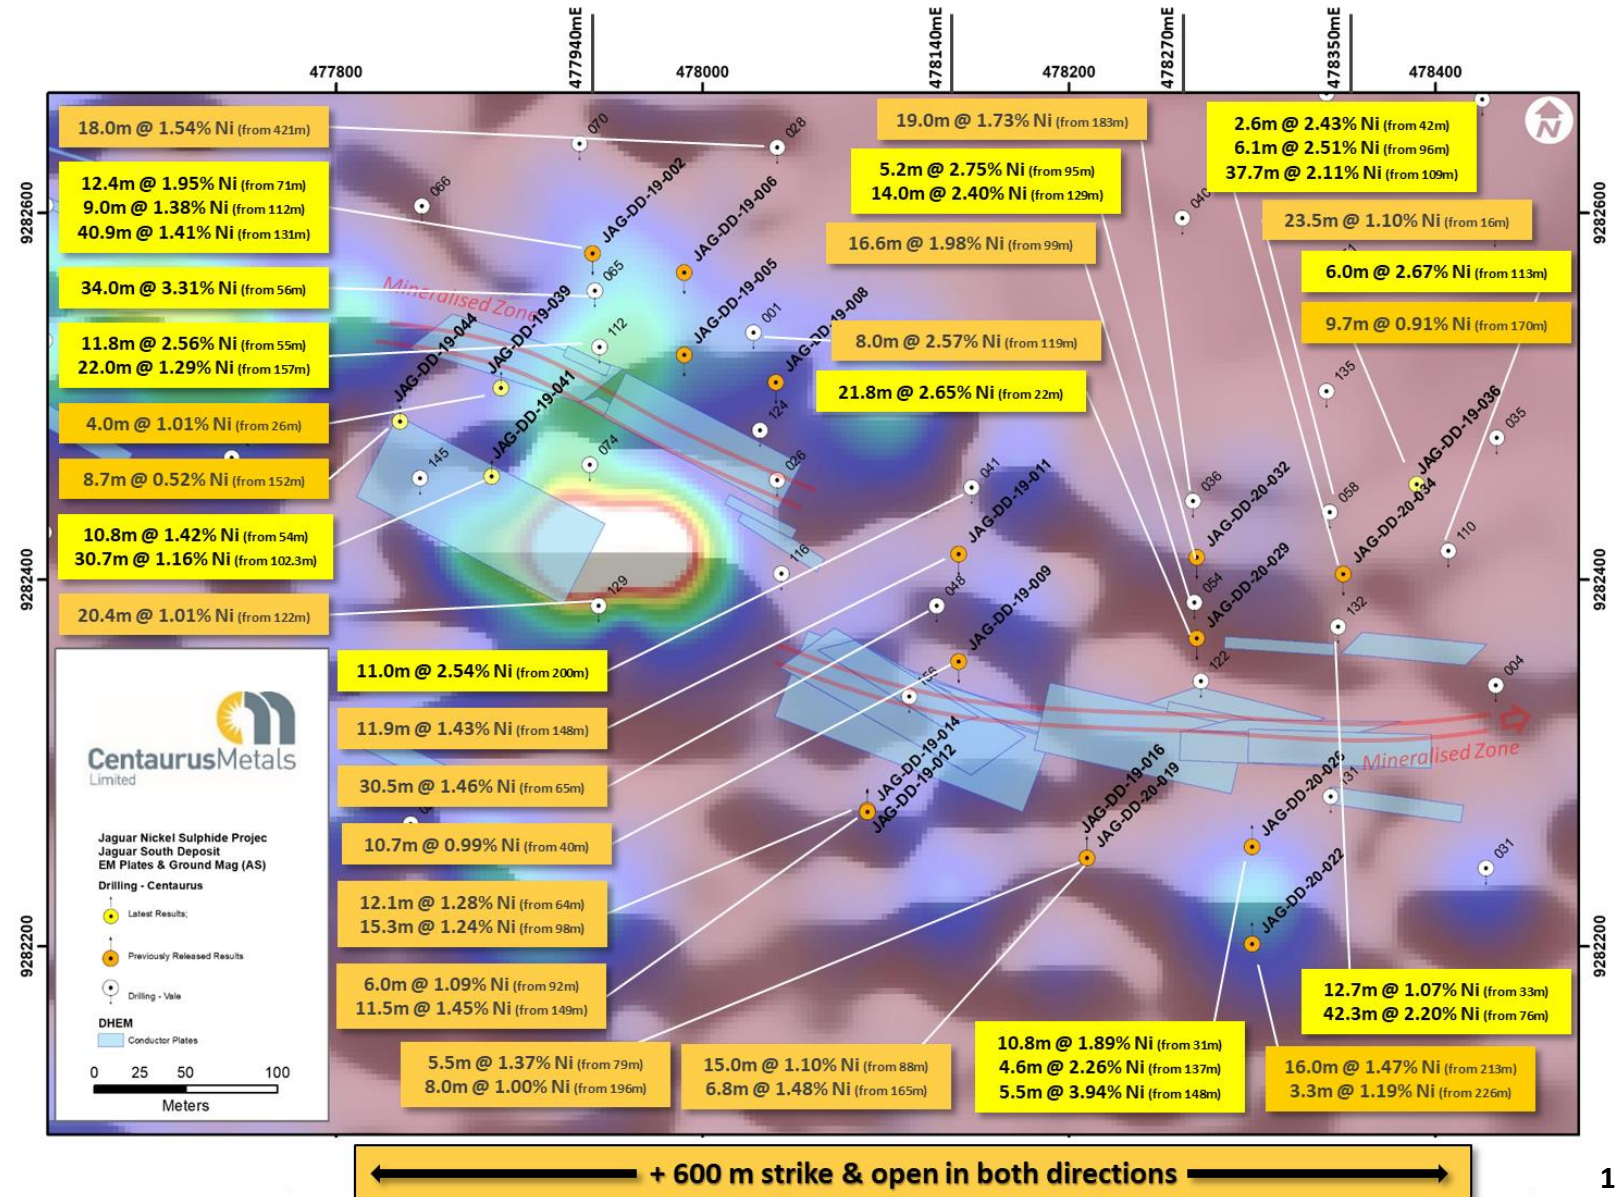 477940mE
478140mE
478270mE
478350mE
477800
478000
478200
478400
9282600
9282400
9282200
9282600
9282400
9282200
N
18.0m @ 1.54% Ni (from 421m)
12.4m @ 1.95% Ni (from 71m)
9.0m @ 1.38% Ni (from 112m)
40.9m @ 1.41% Ni (from 131m)
34.0m @ 3.31% Ni (from 56m)
11.8m @ 2.56% Ni (from 55m)
22.0m @ 1.29% Ni (from 157m)
4.0m @ 1.01% Ni (from 26m)
8.7m @ 0.52% Ni (from 152m)
10.8m @ 1.42% Ni (from 54m)
30.7m @ 1.16% Ni (from 102.3m)
20.4m @ 1.01% Ni (from 122m)
19.0m @ 1.73% Ni (from 183m)
5.2m @ 2.75% Ni (from 95m)
14.0m @ 2.40% Ni (from 129m)
16.6m @ 1.98% Ni (from 99m)
8.0m @ 2.57% Ni (from 119m)
21.8m @ 2.65% Ni (from 22m)
2.6m @ 2.43% Ni (from 42m)
6.1m @ 2.51% Ni (from 96m)
37.7m @ 2.11% Ni (from 109m)
23.5m @ 1.10% Ni (from 16m)
6.0m @ 2.67% Ni (from 113m)
9.7m @ 0.91% Ni (from 170m)
070
028
066
JAG-DD-19-002
JAG-DD-19-006
065
Mineralised Zone
JAG-DD-19-044
JAG-DD-19-039
112
JAG-DD-19-005
001
JAG-DD-19-008
JAG-DD-19-041
124
145
074
026
116
129
040
135
035
JAG-DD-19-036
041
JAG-DD-19-011
036
JAG-DD-20-032
058
JAG-DD-20-034
110
048
JAG-DD-19-009
054
JAG-DD-20-029
132
122
004
156
JAG-DD-19-014
JAG-DD-19-012
JAG-DD-19-016
JAG-DD-20-019
Mineralised Zone
131
031
JAG-DD-20-022
11.0m @ 2.54% Ni (from 200m)
11.9m @ 1.43% Ni (from 148m)
30.5m @ 1.46% Ni (from 65m)
10.7m @ 0.99% Ni (from 40m)
12.1m @ 1.28% Ni (from 64m)
15.3m @ 1.24% Ni (from 98m)
6.0m @ 1.09% Ni (from 92m)
11.5m @ 1.45% Ni (from 149m)
5.5m @ 1.37% Ni (from 79m)
8.0m @ 1.00% Ni (from 196m)
15.0m @ 1.10% Ni (from 88m)
6.8m @ 1.48% Ni (from 165m)
10.8m @ 1.89% Ni (from 31m)
4.6m @ 2.26% Ni (from 137m)
5.5m @ 3.94% Ni (from 148m)
12.7m @ 1.07% Ni (from 33m)
42.3m @ 2.20% Ni (from 76m)
16.0m @ 1.47% Ni (from 213m)
3.3m @ 1.19% Ni (from 226m)
CentaurusMetals
Limited
Jaguar Nickel Sulphide Projec
Jaguar South Deposit
EM Plates & Ground Mag (AS)
Drilling - Centaurus
Latest Results;
Previously Released Results
Drilling - Vale
DHEM
Conductor Plates
0 25 50 100
Meters
+ 600 m strike & open in both directions
1